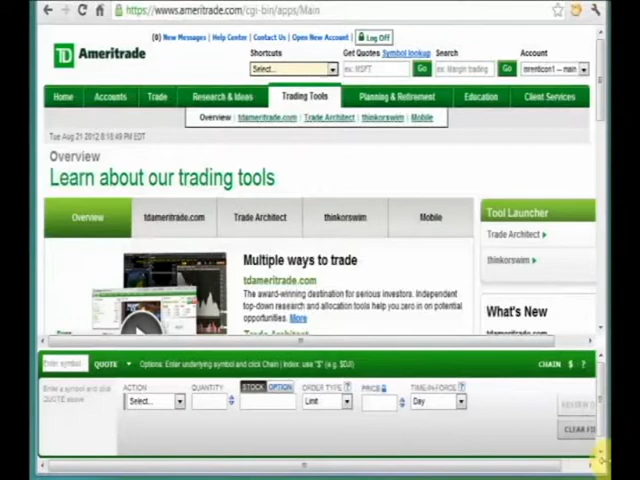 https://wwws.ameritrade.com/cgi-bin/apps/Main
(0) New Messages | Help Center | Contact Us | Open New Account | Log Off
TD Ameritrade
Shortcuts Get Quotes Symbol lookup Search Account
Select... ex: MSFT Go ex: Margin trading Go
Home Accounts Trade Research & Ideas Trading Tools Planning & Retirement Education Client Services
Overview | tdameritrade.com | Trade Architect | thinkorswim | Mobile
Tue Aug 21 2012 8:18:49 PM EDT
Overview
Learn about our trading tools
Overview tdameritrade.com Trade Architect thinkorswim Mobile
Tool Launcher
Trade Architect
thinkorswim
What's New
Multiple ways to trade
tdameritrade.com
The award-winning destination for serious investors. Independent
top-down research and allocation tools help you zero in on potential
opportunities. More
Trade Architect
Enter symbol QUOTE Options: Enter underlying symbol and click Chain | Index: use "$" (e.g. $DJI) CHAIN $ ?
Enter a symbol and click
QUOTE above
ACTION QUANTITY STOCK OPTION ORDER TYPE ? PRICE ? TIME-IN-FORCE ?
Select... Limit Day
REVIEW
CLEAR